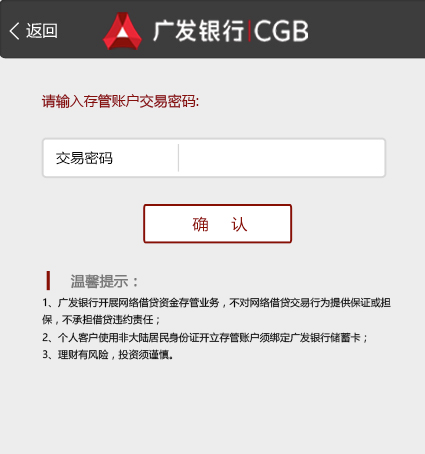 返回
广发银行|CGB
请输入存管账户交易密码:
交易密码
确 认
温馨提示：
1、广发银行开展网络借贷资金存管业务，不对网络借贷交易行为提供保证或担
保，不承担借贷违约责任；
2、个人客户使用非大陆居民身份证开立存管账户须绑定广发银行储蓄卡；
3、理财有风险，投资须谨慎。